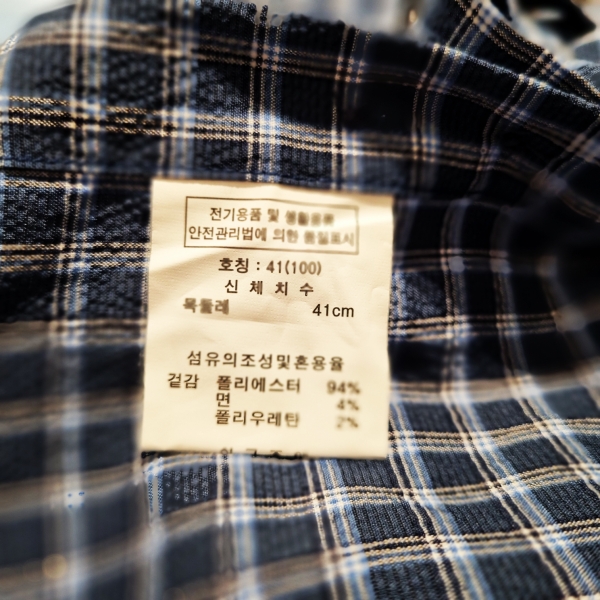 전기용품 및 생활용품
안전관리법에 의한 품질표시
호칭 : 41(100)
신 체 치 수
목둘레 41cm
섬유의조성및혼용율
겉감 폴리에스터 94%
면 4%
폴리우레탄 2%